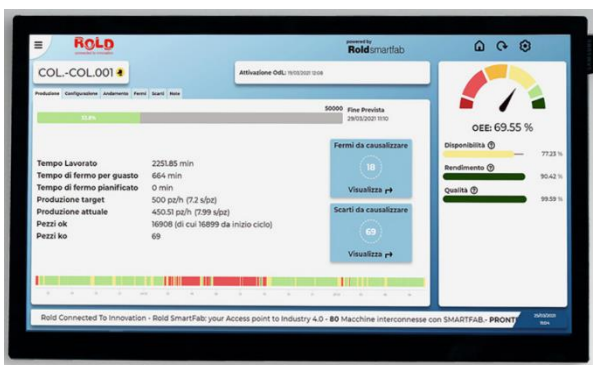 ROLD
powered by
Rold smartfab
COL.-COL.001
Attivazione OdL: 19/03/2021 12:08
Produzione Configurazione Andamento Fermi Scarti Note
50000
Fine Prevista
29/03/2021 11:10
Tempo Lavorato 2251.85 min
Tempo di fermo per guasto 664 min
Tempo di fermo pianificato 0 min
Produzione target 500 pz/h (7.2 s/pz)
Produzione attuale 450.51 pz/h (7.99 s/pz)
Pezzi ok 16908 (di cui 16899 da inizio ciclo)
Pezzi ko 69
Fermi da causalizzare
18
Visualizza
Scarti da causalizzare
69
Visualizza
OEE: 69.55 %
Disponibilità
77.23 %
Rendimento
90.42 %
Qualità
99.59 %
Rold Connected To Innovation - Rold SmartFab: your Access point to Industry 4.0 - 80 Macchine interconnesse con SMARTFAB.- PRONT